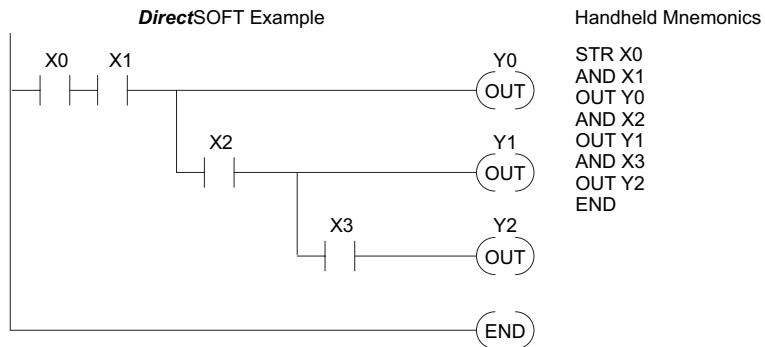 DirectSOFT Example
Handheld Mnemonics
X0 X1 Y0
OUT
X2 Y1
OUT
X3 Y2
OUT
END
STR X0
AND X1
OUT Y0
AND X2
OUT Y1
AND X3
OUT Y2
END